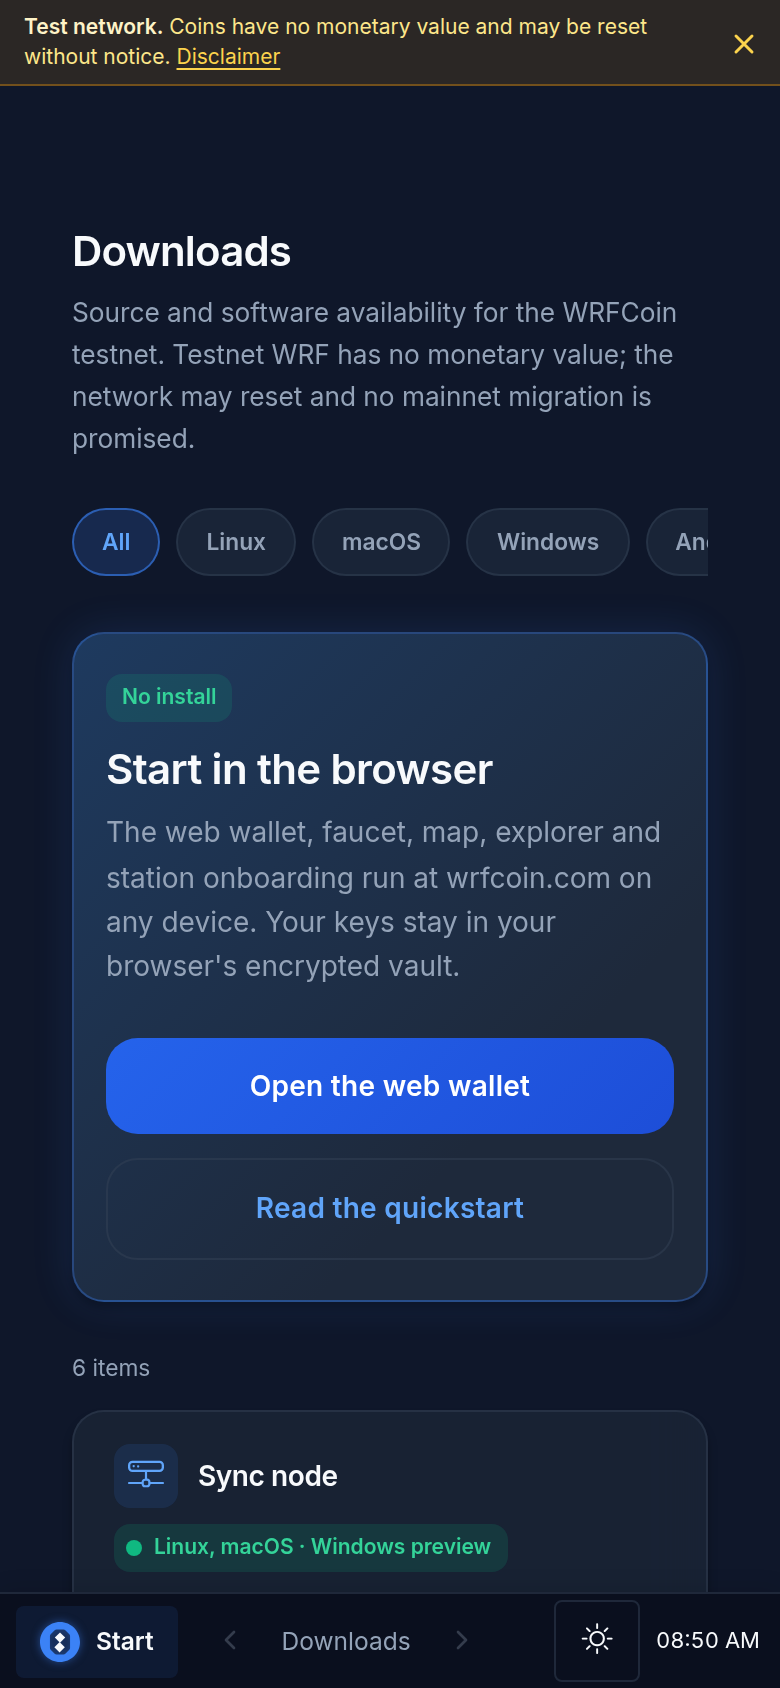 Test network. Coins have no monetary value and may be reset
without notice. Disclaimer
Downloads
Source and software availability for the WRFCoin
testnet. Testnet WRF has no monetary value; the
network may reset and no mainnet migration is
promised.
All Linux macOS Windows
No install
Start in the browser
The web wallet, faucet, map, explorer and
station onboarding run at wrfcoin.com on
any device. Your keys stay in your
browser's encrypted vault.
Open the web wallet
Read the quickstart
6 items
Sync node
Linux, macOS · Windows preview
Start Downloads 08:50 AM